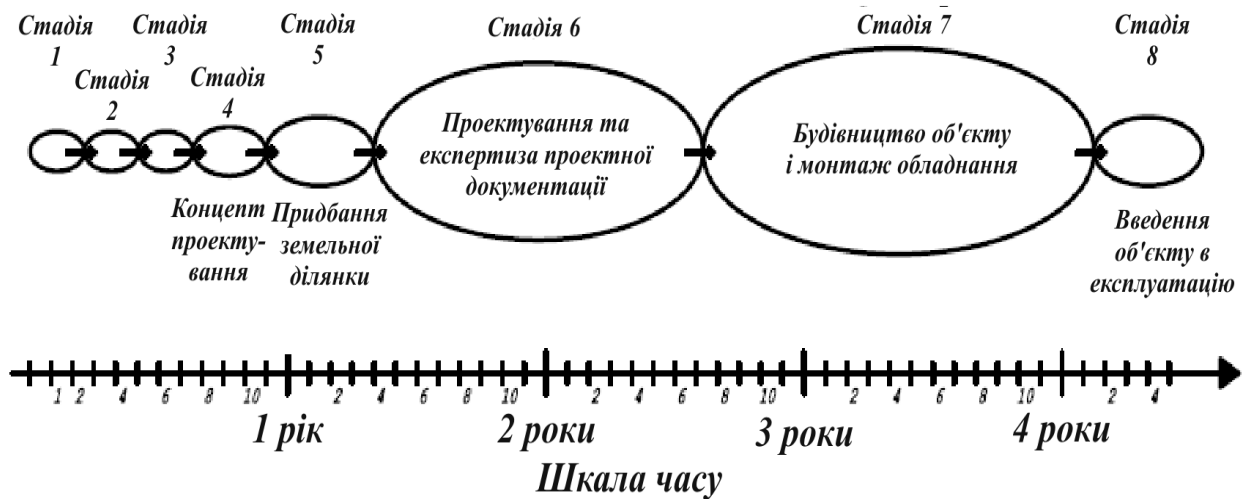 Стадія
1
Стадія
2
Стадія
3
Стадія
4
Стадія
5
Стадія 6
Стадія 7
Стадія
8
Проектування та
експертиза проектної
документації
Будівництво об'єкту
і монтаж обладнання
Концепт
проекту-
вання
Придбання
земельної
ділянки
Введення
об'єкту в
експлуатацію
1 2 4 6 8 10 2 4 6 8 10 2 4 6 8 10 2 4 6 8 10 2 4
1 рік 2 роки 3 роки 4 роки
Шкала часу